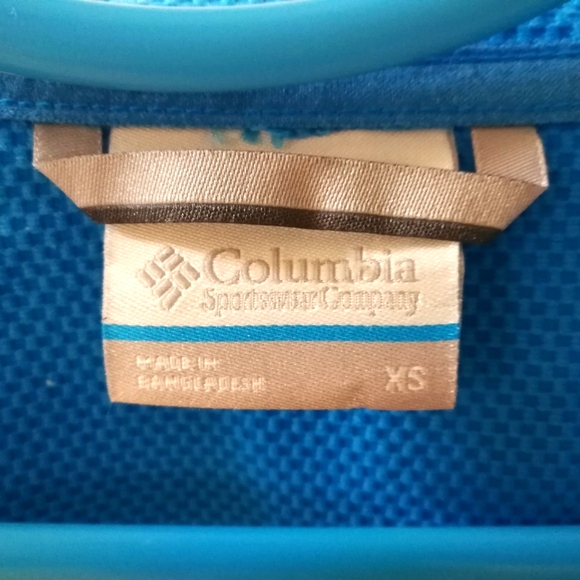 Columbia
Sportswear Company
MADE IN
BANGLADESH
XS